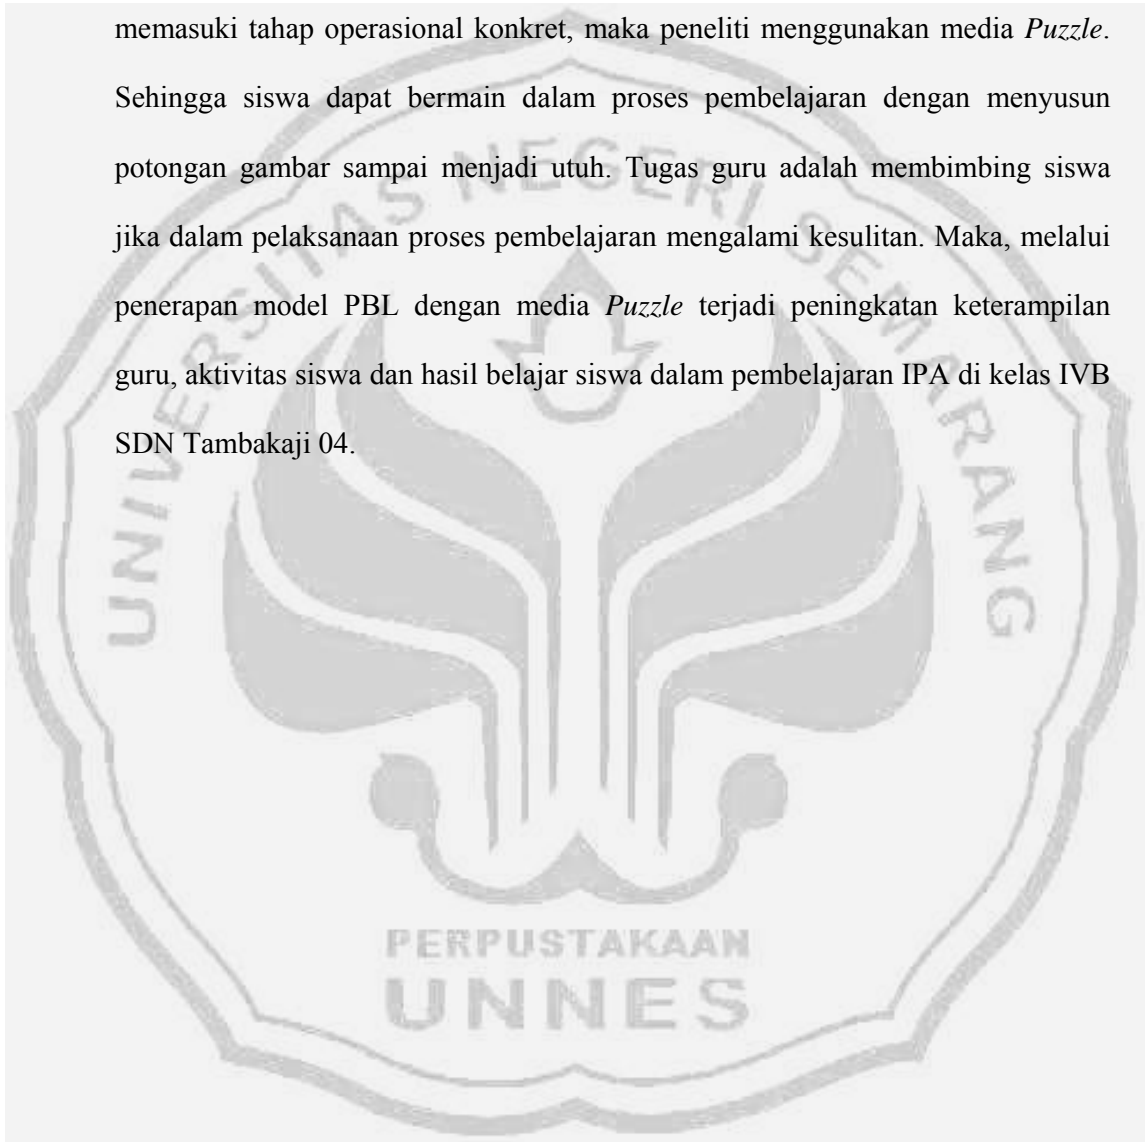 memasuki tahap operasional konkret, maka peneliti menggunakan media Puzzle.
Sehingga siswa dapat bermain dalam proses pembelajaran dengan menyusun
potongan gambar sampai menjadi utuh. Tugas guru adalah membimbing siswa
jika dalam pelaksanaan proses pembelajaran mengalami kesulitan. Maka, melalui
penerapan model PBL dengan media Puzzle terjadi peningkatan keterampilan
guru, aktivitas siswa dan hasil belajar siswa dalam pembelajaran IPA di kelas IVB
SDN Tambakaji 04.
UNIVERSITAS NEGERI SEMARANG
PERPUSTAKAAN
UNNES